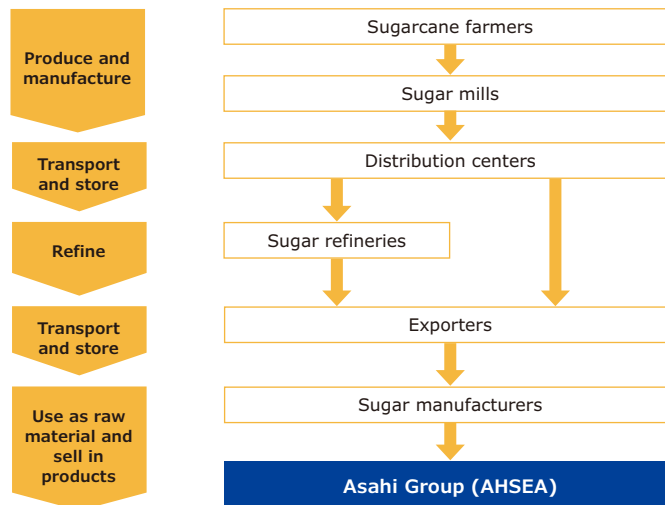 Produce and
manufacture
Sugarcane farmers
Sugar mills
Transport
and store
Distribution centers
Refine
Sugar refineries
Transport
and store
Exporters
Use as raw
material and
sell in
products
Sugar manufacturers
Asahi Group (AHSEA)